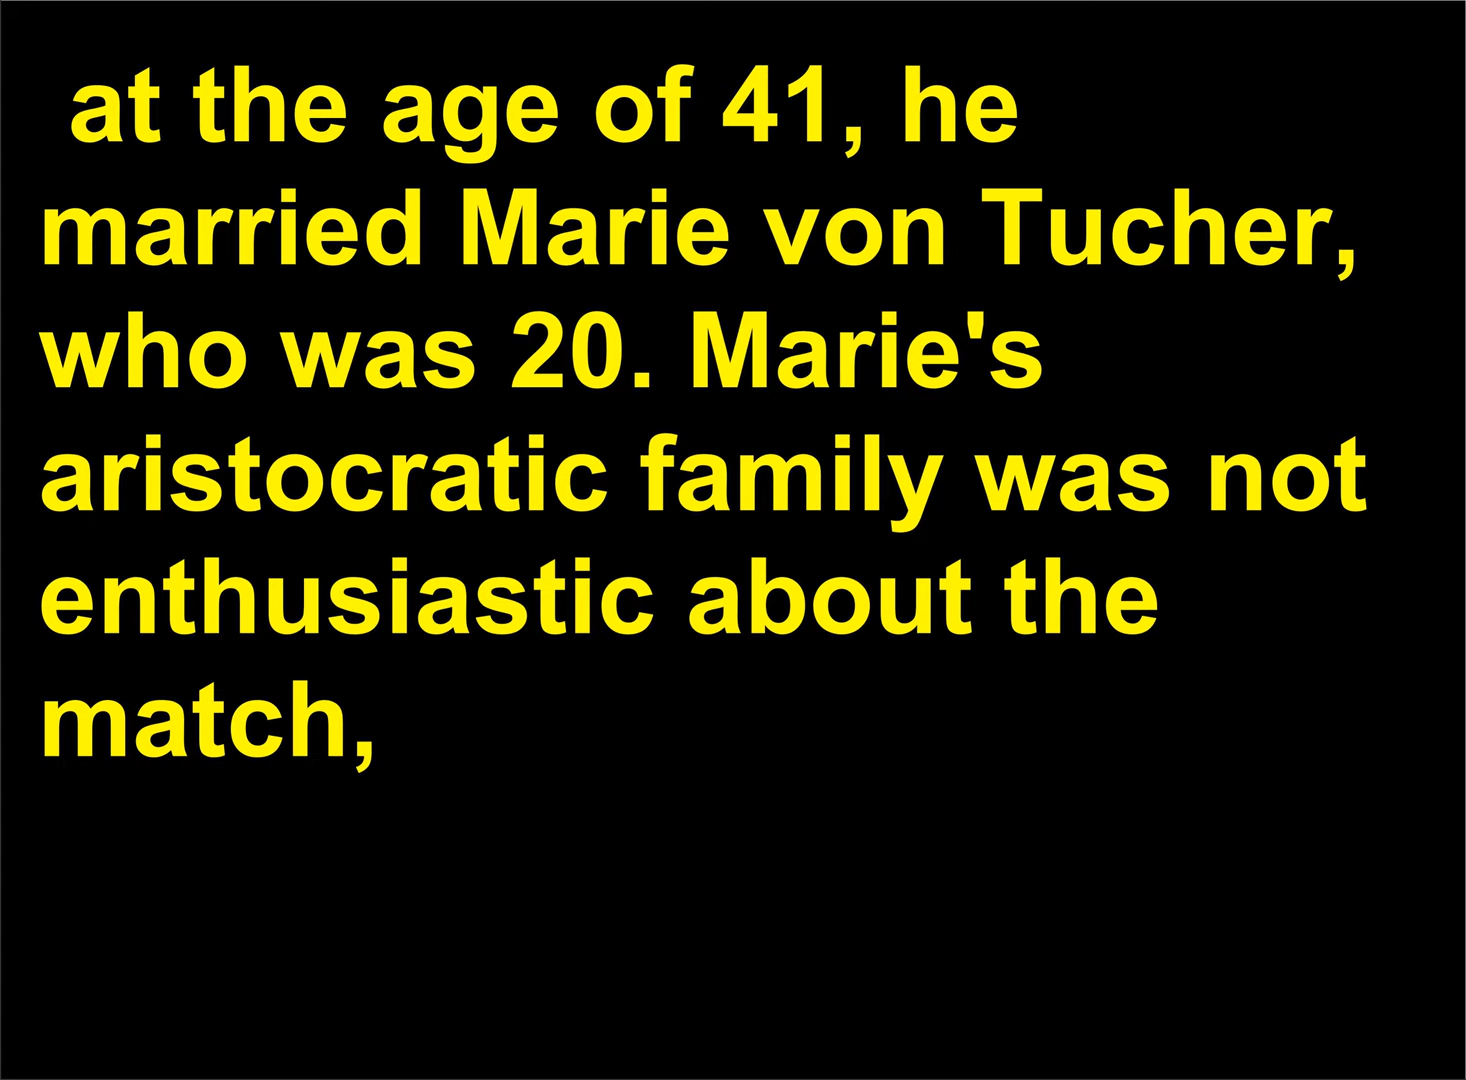 at the age of 41, he
married Marie von Tucher,
who was 20. Marie's
aristocratic family was not
enthusiastic about the
match,